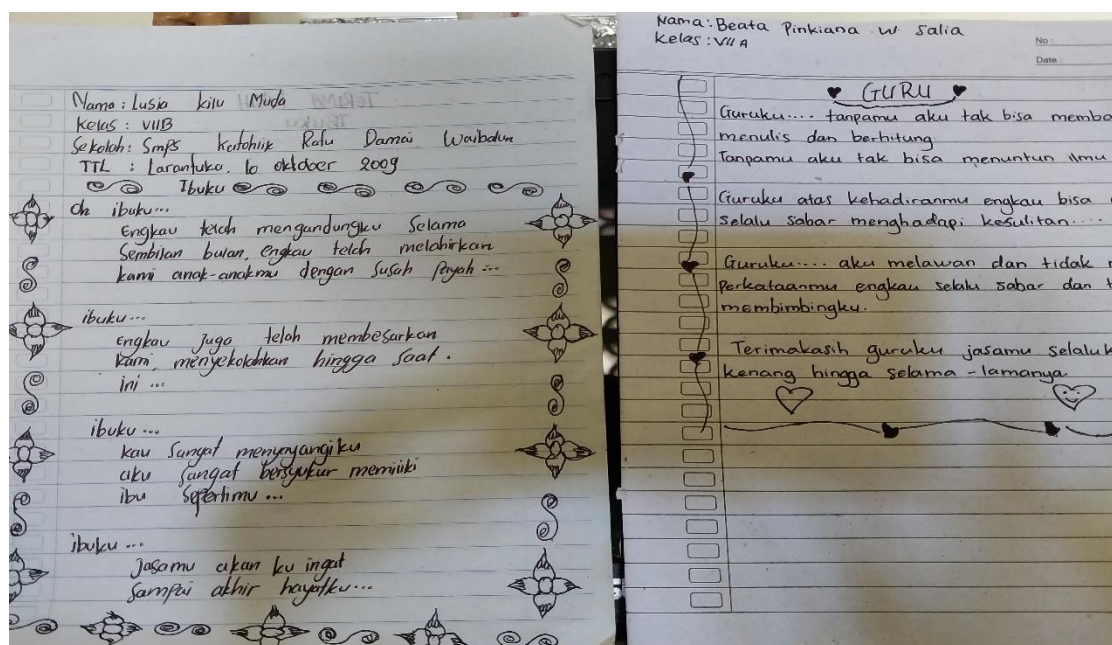 Nama : Lusia kilu Muda
Kelas : VIIB
Sekolah : Smps Katholik Ratu Damai Waibalun
TTL : Larantuka, 10 oktober 2009
Ibuku
Oh ibuku...
Engkau telah mengandungku Selama
Sembilan bulan, engkau telah melahirkan
kami anak-anakmu dengan Susah Payah ...
ibuku ...
engkau Juga telah membesarkan
kami, menyekolahkan hingga Saat.
ini ...
ibuku ...
kau Sangat menyayangiku
aku Sangat bersyukur memiliki
ibu Sepertimu ...
ibuku ...
Jasamu akan ku ingat
Sampai akhir hayatku...
Nama : Beata Pinkiana .W. Salia
Kelas : VII A
No :
Date :
GURU
Guruku.... tanpamu aku tak bisa memba
menulis dan berhitung
Tanpamu aku tak bisa menuntun ilmu
Guruku atas kehadiranmu engkau bisa
selalu sabar menghadapi kesulitan....
Guruku.... aku melawan dan tidak
Perkataanmu engkau selalu sabar dan
membimbingku.
Terimakasih guruku jasamu selaluk
kenang hingga selama-lamanya